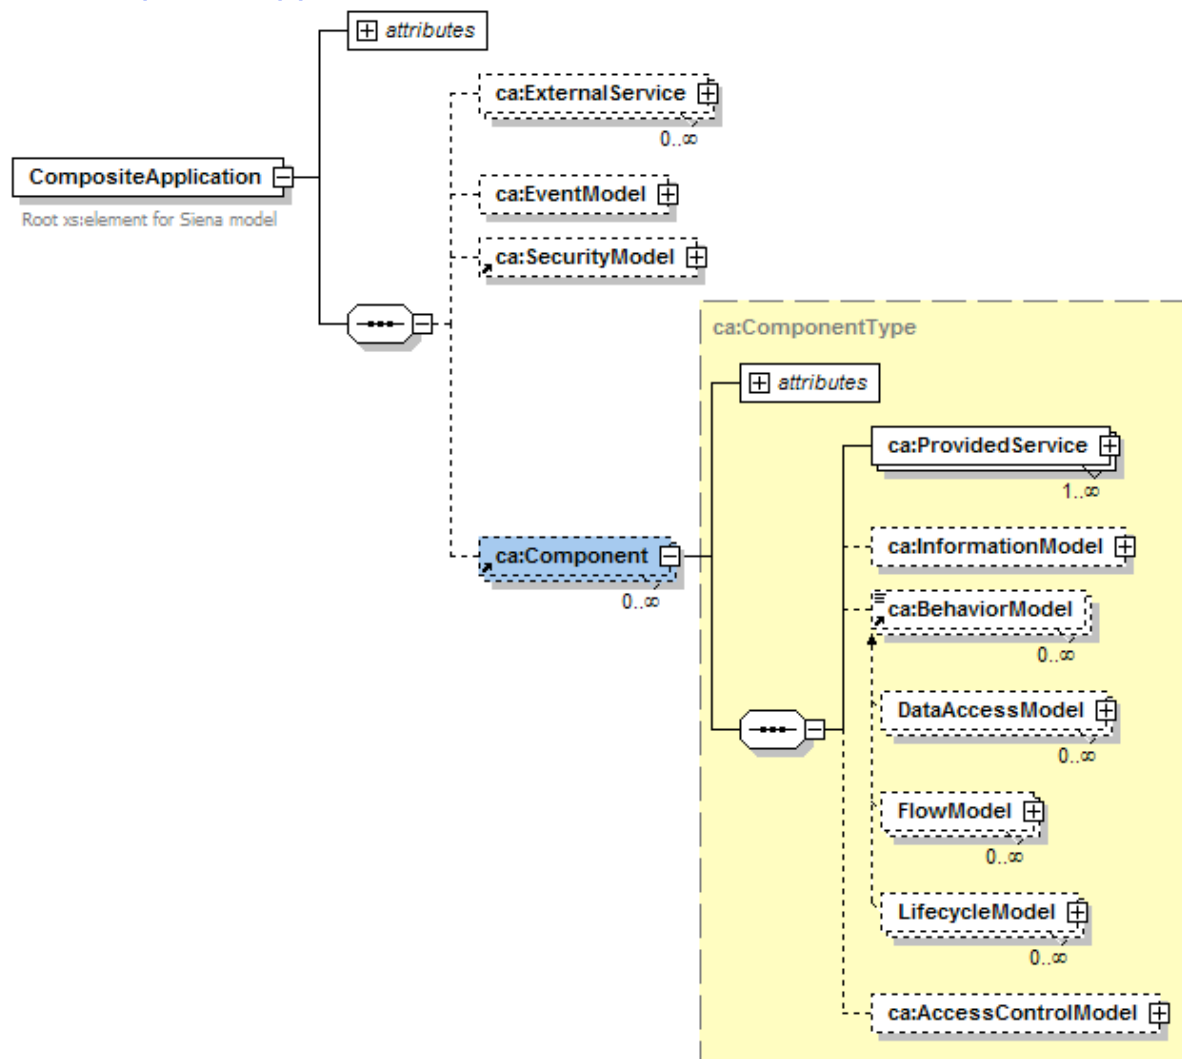 attributes
ca:ExternalService
0..∞
CompositeApplication
Root xs:element for Siena model
ca:EventModel
ca:SecurityModel
ca:ComponentType
attributes
ca:ProvidedService
1..∞
ca:Component
0..∞
ca:InformationModel
ca:BehaviorModel
0..∞
DataAccessModel
0..∞
FlowModel
0..∞
LifecycleModel
0..∞
ca:AccessControlModel